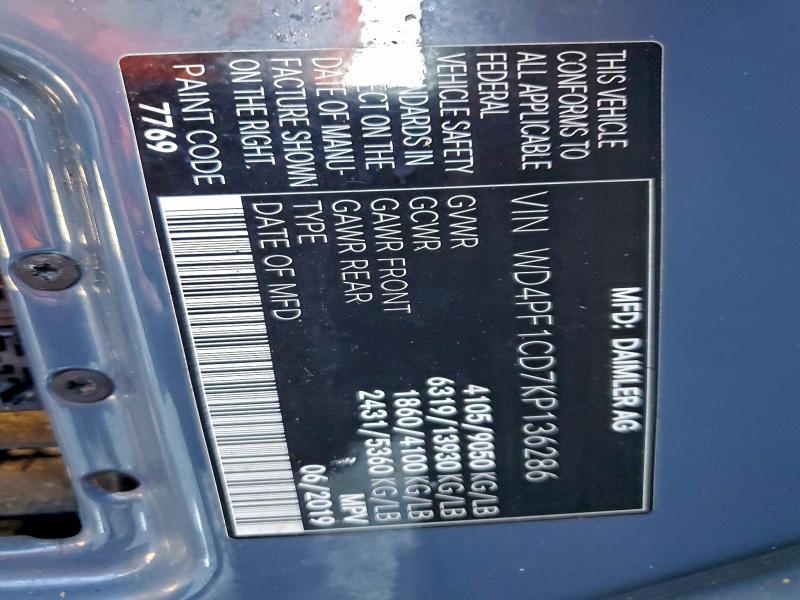 MFD: DAIMLER AG
THIS VEHICLE
CONFORMS TO
ALL APPLICABLE
FEDERAL
VEHICLE SAFETY
ANDARDS IN
ECT ON THE
DATE OF MANU-
FACTURE SHOWN
ON THE RIGHT.
PAINT CODE
7769
VIN WD4PF1CD7KP136286
GVWR 4105/9050 KG/LB
GCWR 6319/13930 KG/LB
GAWR FRONT 1860/4100 KG/LB
GAWR REAR 2431/5360 KG/LB
TYPE MPV
DATE OF MFD 06/2019